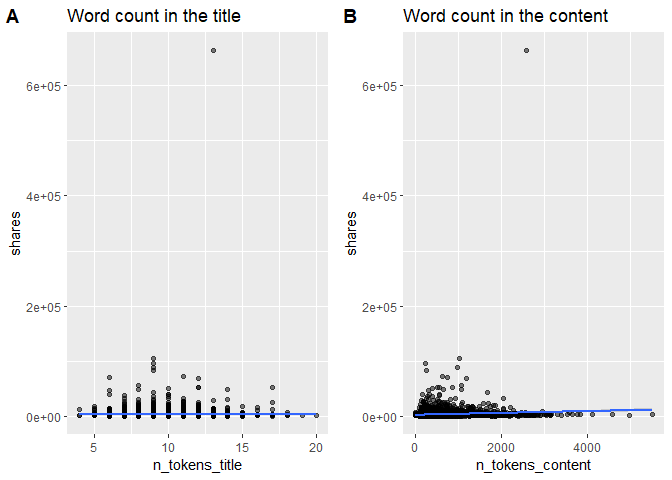 A Word count in the title
6e+05
4e+05
2e+05
0e+00
shares
5 10 15 20
n_tokens_title
B Word count in the content
6e+05
4e+05
2e+05
0e+00
shares
0 2000 4000
n_tokens_content